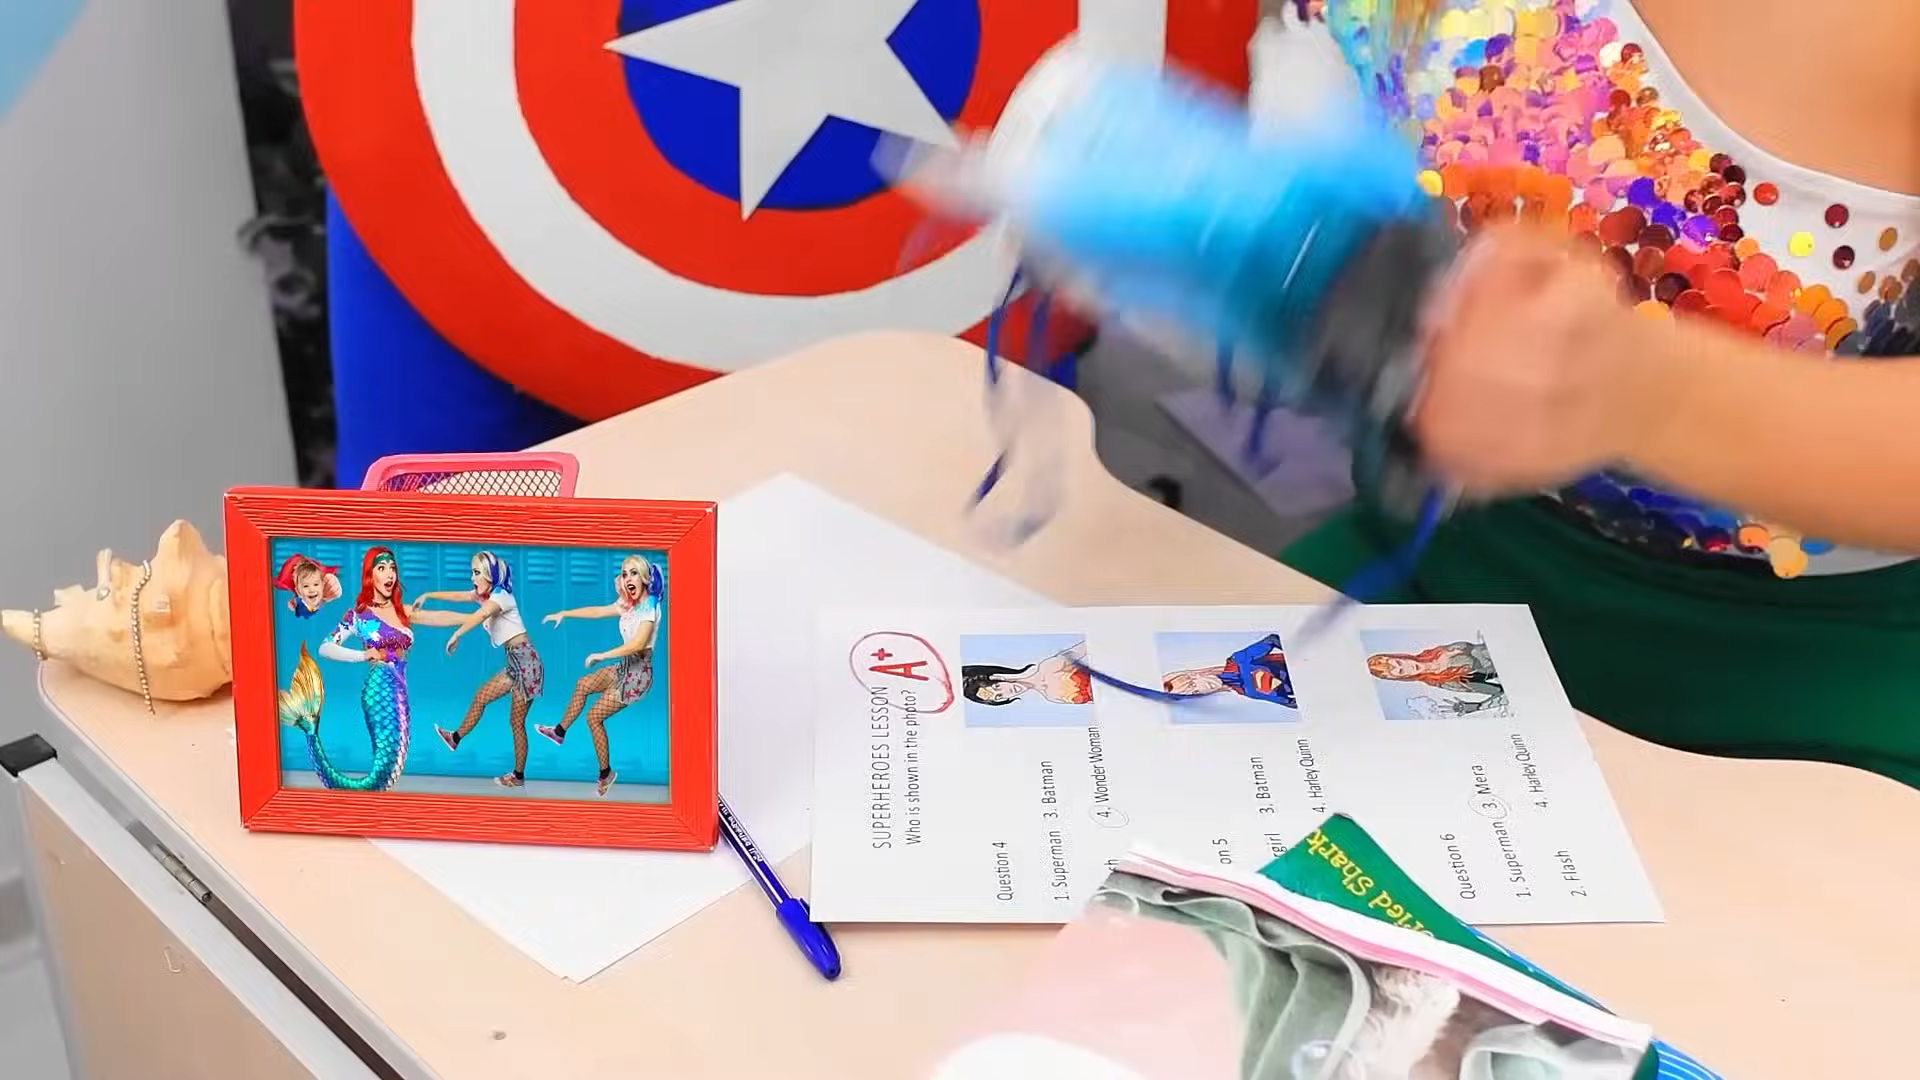 SUPERHEROES LESSON
A+
Who is shown in the photo?
Question 4
1. Superman 3. Batman
4. Wonder Woman
on 5
3. Batman
4. Harley Quinn
Question 6
1. Superman 3. Mera
2. Flash
4. Harley Quinn
Shark